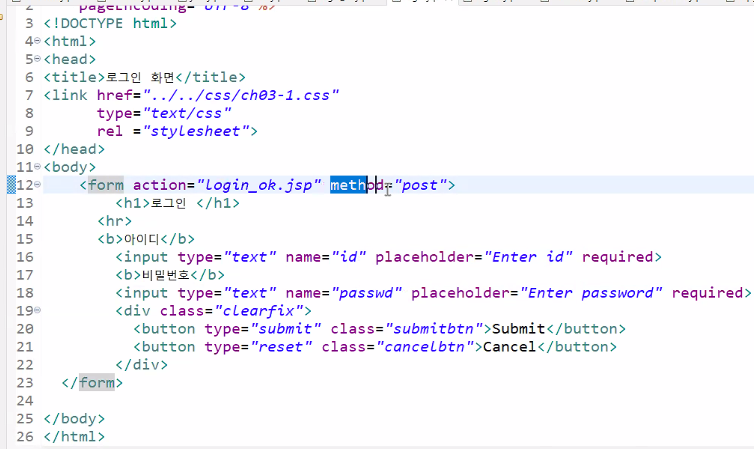 2 pageEncoding="UTF-8"%>
3 <!DOCTYPE html>
4 <html>
5 <head>
6 <title>로그인 화면</title>
7 <link href="../../css/ch03-1.css"
8 type="text/css"
9 rel ="stylesheet">
10 </head>
11 <body>
12 <form action="login_ok.jsp" method="post">
13 <h1>로그인 </h1>
14 <hr>
15 <b>아이디</b>
16 <input type="text" name="id" placeholder="Enter id" required>
17 <b>비밀번호</b>
18 <input type="text" name="passwd" placeholder="Enter password" required>
19 <div class="clearfix">
20 <button type="submit" class="submitbtn">Submit</button>
21 <button type="reset" class="cancelbtn">Cancel</button>
22 </div>
23 </form>
24
25 </body>
26 </html>